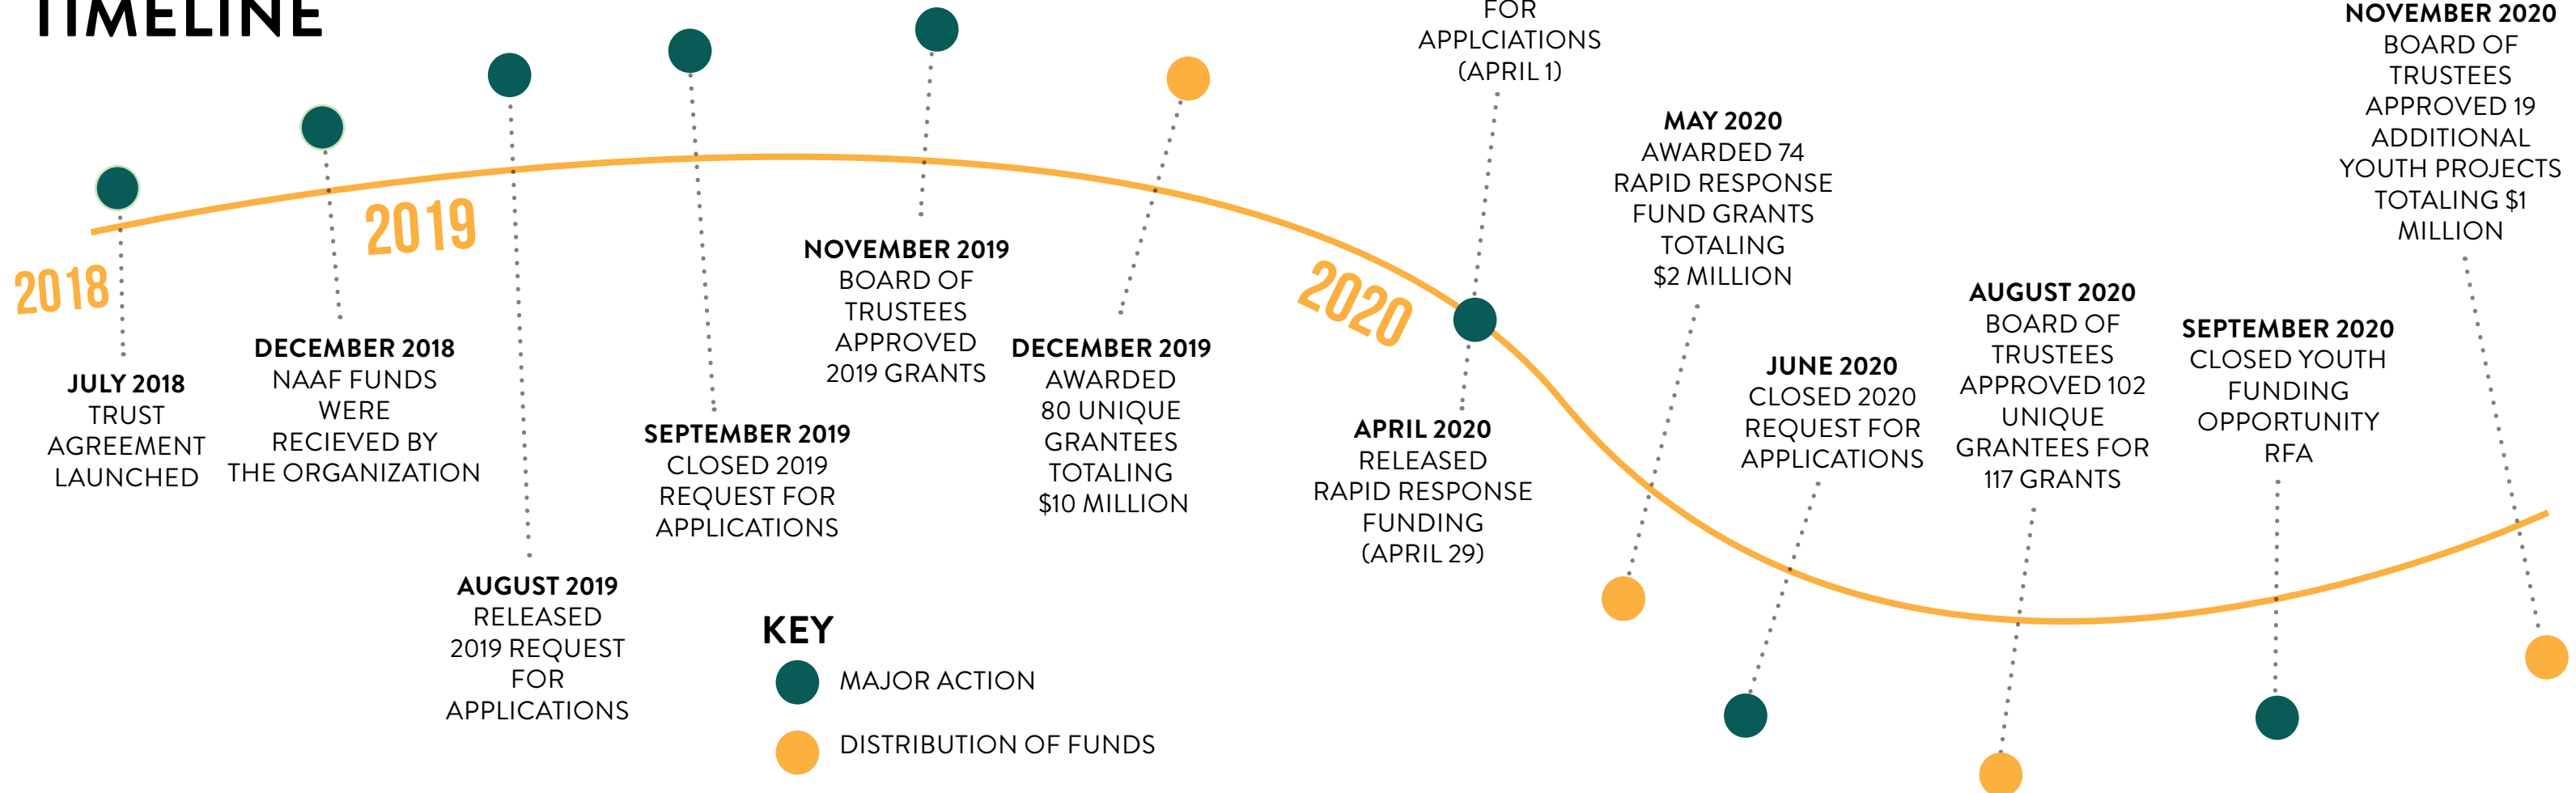 TIMELINE
2018
JULY 2018
TRUST
AGREEMENT
LAUNCHED
DECEMBER 2018
NAAF FUNDS
WERE
RECIEVED BY
THE ORGANIZATION
2019
AUGUST 2019
RELEASED
2019 REQUEST
FOR
APPLICATIONS
SEPTEMBER 2019
CLOSED 2019
REQUEST FOR
APPLICATIONS
NOVEMBER 2019
BOARD OF
TRUSTEES
APPROVED
2019 GRANTS
DECEMBER 2019
AWARDED
80 UNIQUE
GRANTEES
TOTALING
$10 MILLION
2020
FOR
APPLCIATIONS
(APRIL 1)
APRIL 2020
RELEASED
RAPID RESPONSE
FUNDING
(APRIL 29)
MAY 2020
AWARDED 74
RAPID RESPONSE
FUND GRANTS
TOTALING
$2 MILLION
JUNE 2020
CLOSED 2020
REQUEST FOR
APPLICATIONS
AUGUST 2020
BOARD OF
TRUSTEES
APPROVED 102
UNIQUE
GRANTEES FOR
117 GRANTS
SEPTEMBER 2020
CLOSED YOUTH
FUNDING
OPPORTUNITY
RFA
NOVEMBER 2020
BOARD OF
TRUSTEES
APPROVED 19
ADDITIONAL
YOUTH PROJECTS
TOTALING $1
MILLION
KEY
MAJOR ACTION
DISTRIBUTION OF FUNDS